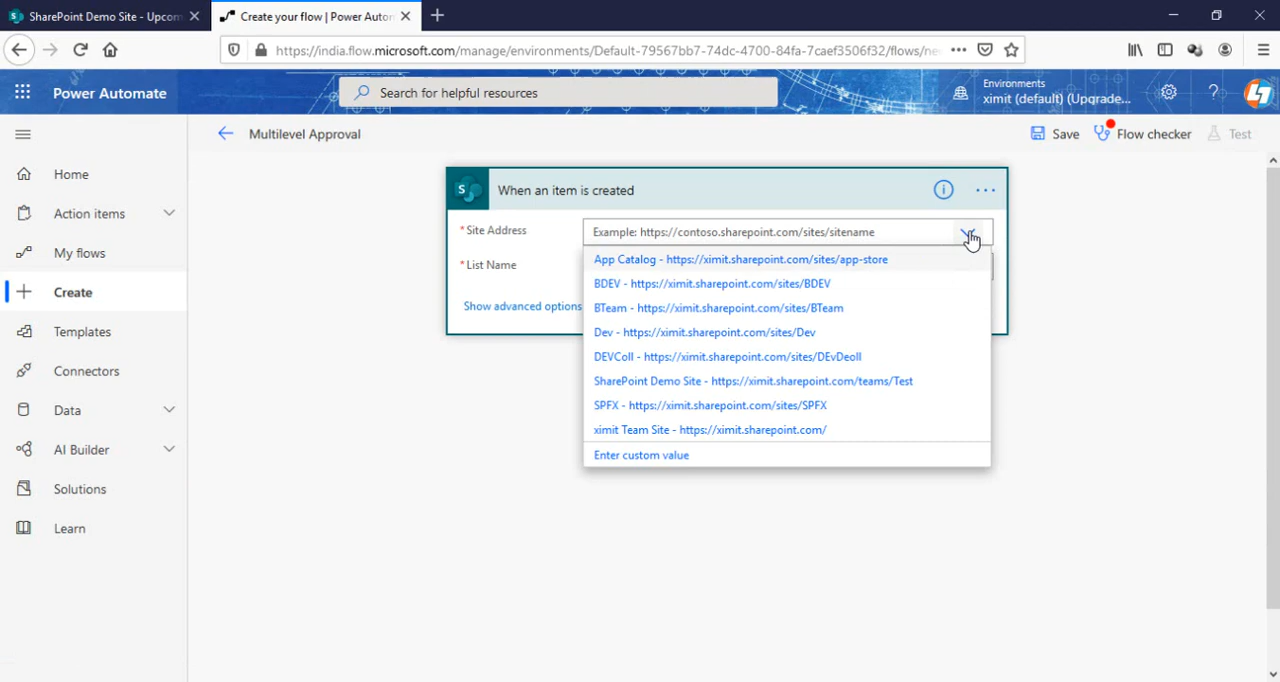 SharePoint Demo Site - Upcom
Create your flow | Power Autom
https://india.flow.microsoft.com/manage/environments/Default-79567bb7-74dc-4700-84fa-7caef3506f32/flows/ne
Power Automate
Search for helpful resources
Environments
ximit (default) (Upgrade...
Multilevel Approval
Save
Flow checker
Test
Home
Action items
My flows
Create
Templates
Connectors
Data
AI Builder
Solutions
Learn
When an item is created
* Site Address
Example: https://contoso.sharepoint.com/sites/sitename
* List Name
Show advanced options
App Catalog - https://ximit.sharepoint.com/sites/app-store
BDEV - https://ximit.sharepoint.com/sites/BDEV
BTeam - https://ximit.sharepoint.com/sites/BTeam
Dev - https://ximit.sharepoint.com/sites/Dev
DEVColl - https://ximit.sharepoint.com/sites/DEvDeoll
SharePoint Demo Site - https://ximit.sharepoint.com/teams/Test
SPFX - https://ximit.sharepoint.com/sites/SPFX
ximit Team Site - https://ximit.sharepoint.com/
Enter custom value